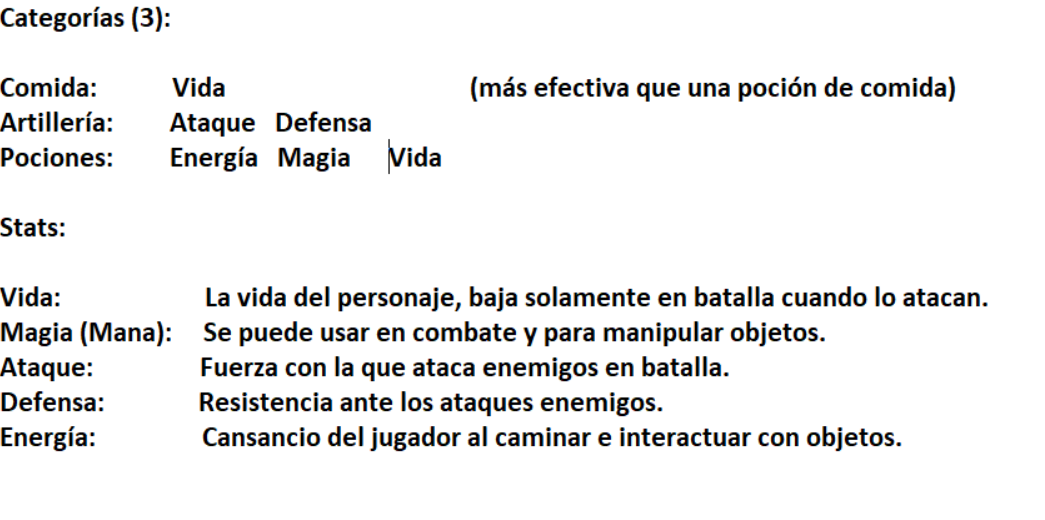 Categorías (3):
Comida: Vida (más efectiva que una poción de comida)
Artillería: Ataque Defensa
Pociones: Energía Magia Vida
Stats:
Vida: La vida del personaje, baja solamente en batalla cuando lo atacan.
Magia (Mana): Se puede usar en combate y para manipular objetos.
Ataque: Fuerza con la que ataca enemigos en batalla.
Defensa: Resistencia ante los ataques enemigos.
Energía: Cansancio del jugador al caminar e interactuar con objetos.